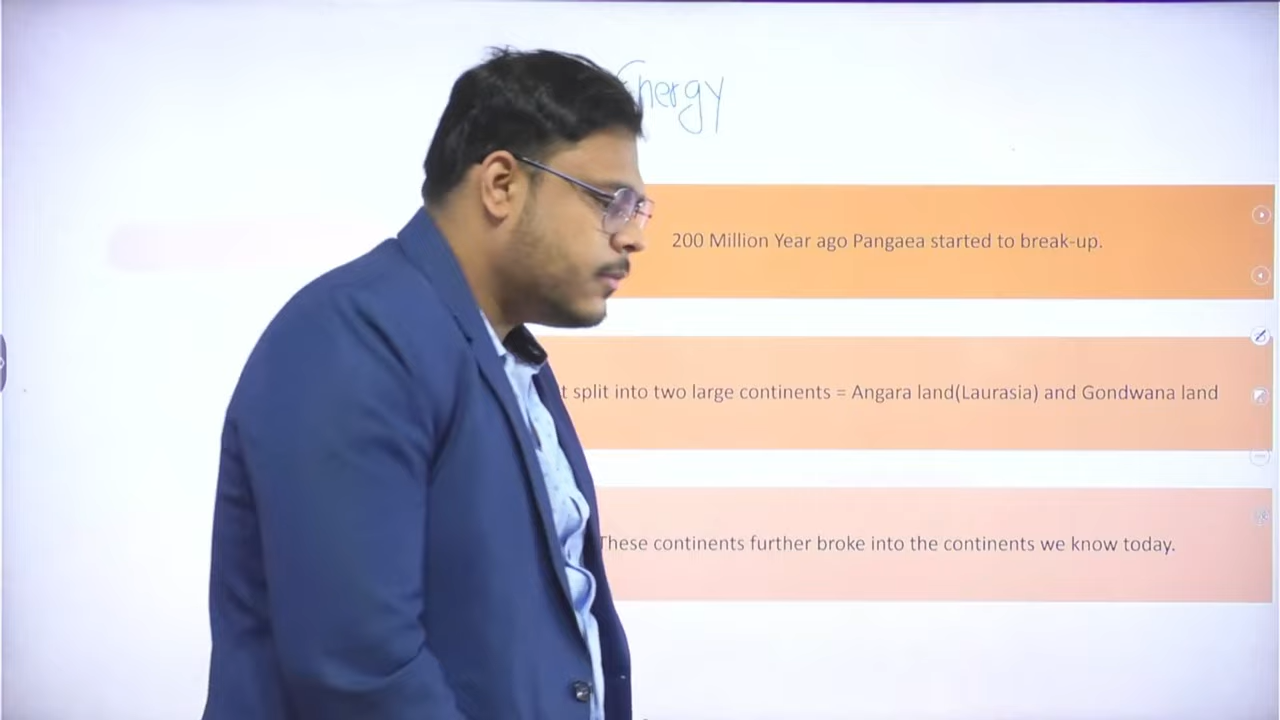 Energy
200 Million Year ago Pangaea started to break-up.
split into two large continents = Angara land(Laurasia) and Gondwana land
These continents further broke into the continents we know today.